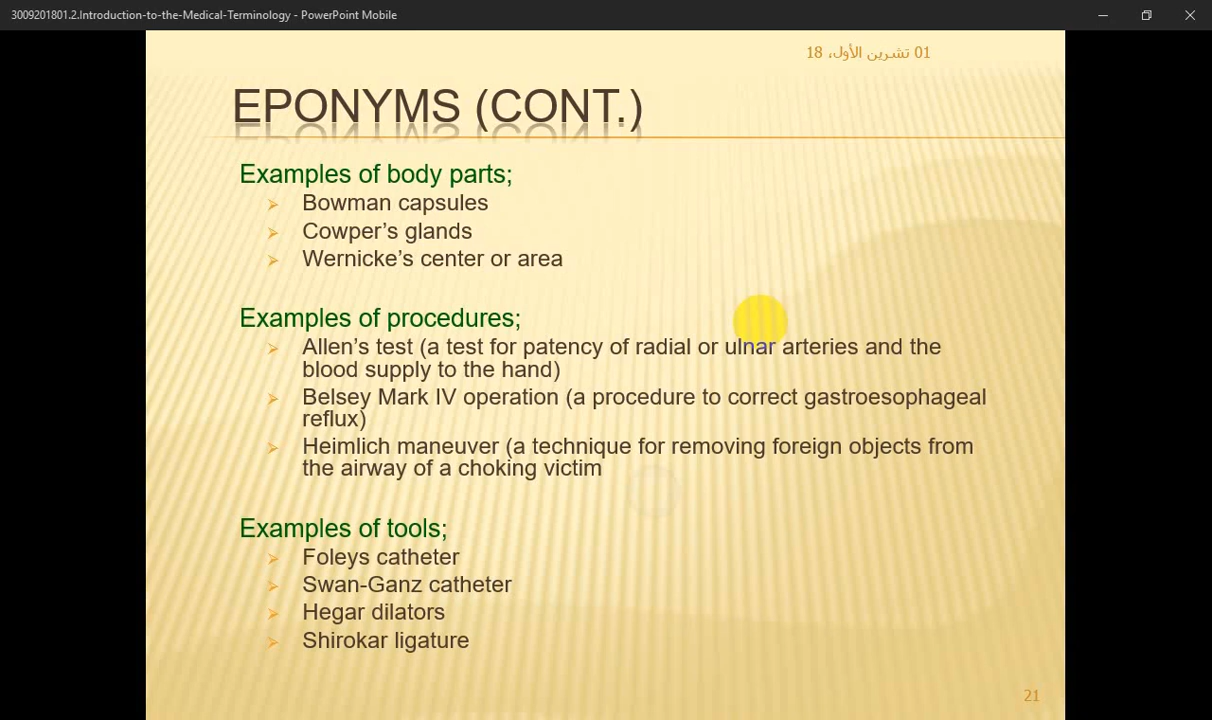 3009201801.2.Introduction-to-the-Medical-Terminology - PowerPoint Mobile
01 تشرين الأول، 18
EPONYMS (CONT.)
Examples of body parts;
Bowman capsules
Cowper’s glands
Wernicke’s center or area
Examples of procedures;
Allen’s test (a test for patency of radial or ulnar arteries and the
blood supply to the hand)
Belsey Mark IV operation (a procedure to correct gastroesophageal
reflux)
Heimlich maneuver (a technique for removing foreign objects from
the airway of a choking victim
Examples of tools;
Foleys catheter
Swan-Ganz catheter
Hegar dilators
Shirokar ligature
21